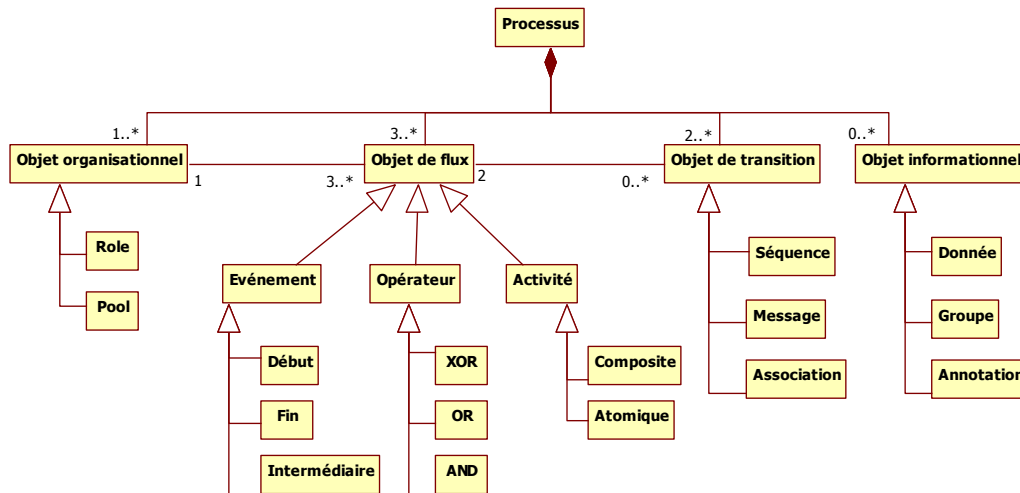 Processus
1..*
3..*
2..*
0..*
Objet organisationnel
Objet de flux
Objet de transition
Objet informationnel
1
3..*
2
0..*
Role
Pool
Evénement
Opérateur
Activité
Séquence
Message
Association
Donnée
Groupe
Annotation
Début
Fin
Intermédiaire
XOR
OR
AND
Composite
Atomique